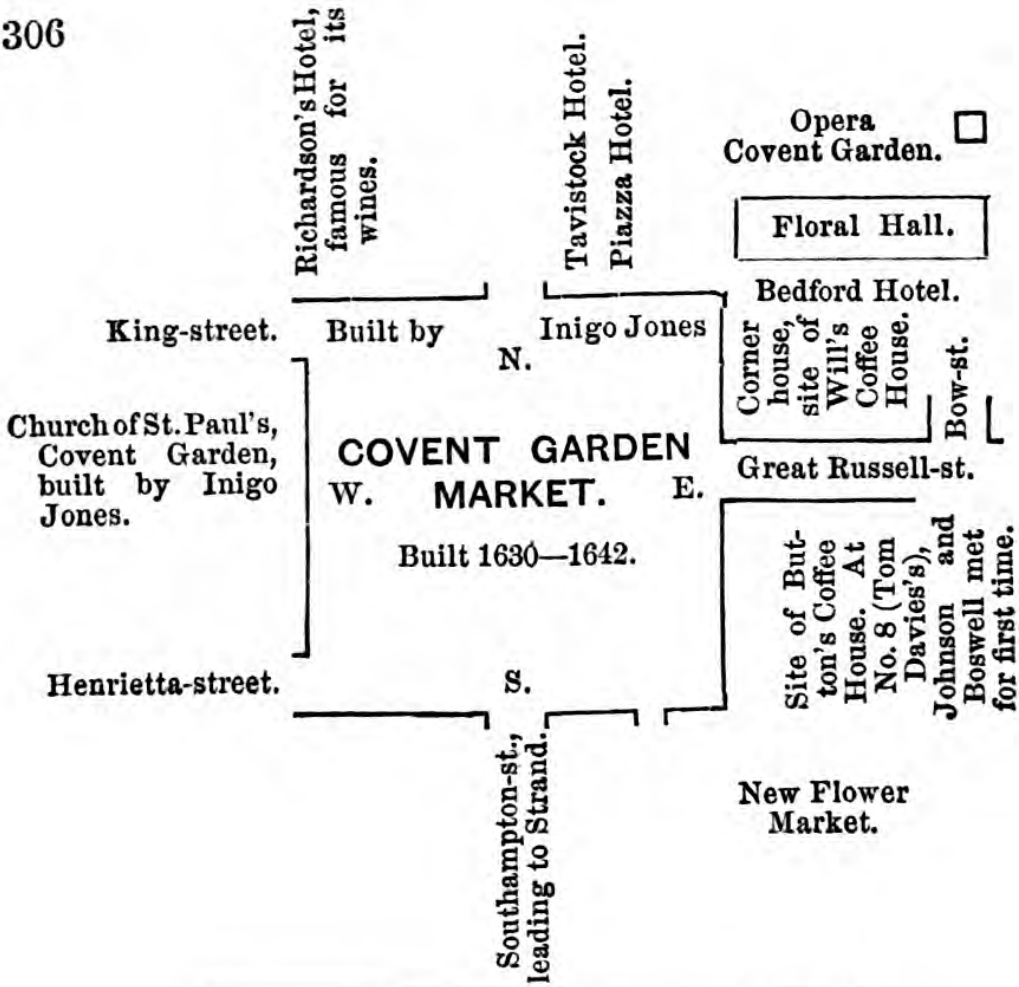 306
Richardson's Hotel,
famous for its
wines.
Tavistock Hotel.
Piazza Hotel.
Opera
Covent Garden.
Floral Hall.
Bedford Hotel.
King-street.
Built by
Inigo Jones
N.
Corner
house,
site of
Will's
Coffee
House.
Bow-st.
Church of St. Paul's,
Covent Garden,
built by Inigo
Jones.
COVENT GARDEN
W. MARKET. E.
Built 1630—1642.
Great Russell-st.
Site of But-
ton's Coffee
House. At
No. 8 (Tom
Davies's),
Johnson and
Boswell met
for first time.
Henrietta-street.
S.
Southampton-st.,
leading to Strand.
New Flower
Market.